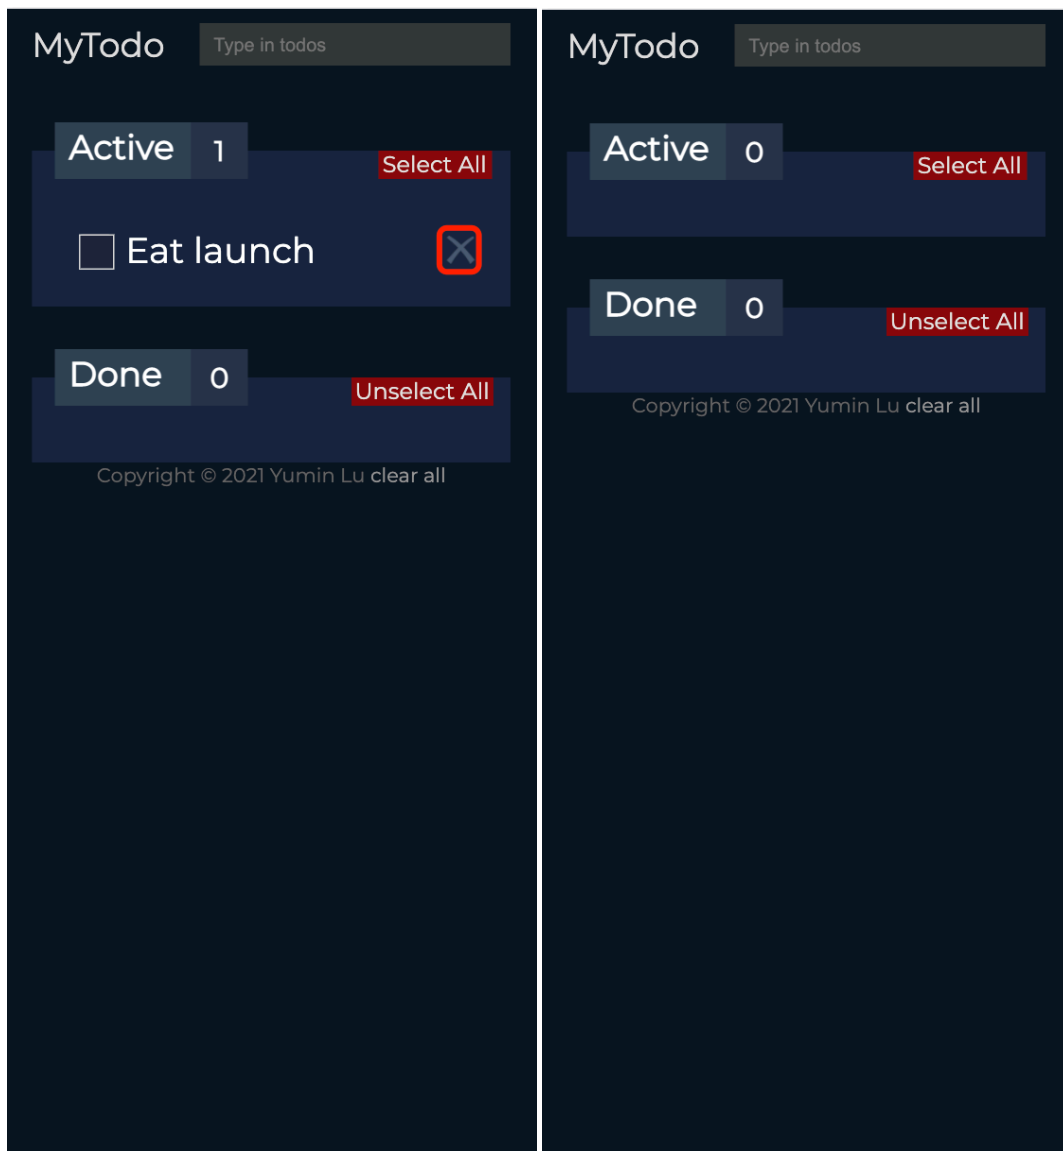 MyTodo Type in todos
Active 1
Select All
Eat launch
Done 0
Unselect All
Copyright © 2021 Yumin Lu clear all
MyTodo Type in todos
Active 0
Select All
Done 0
Unselect All
Copyright © 2021 Yumin Lu clear all